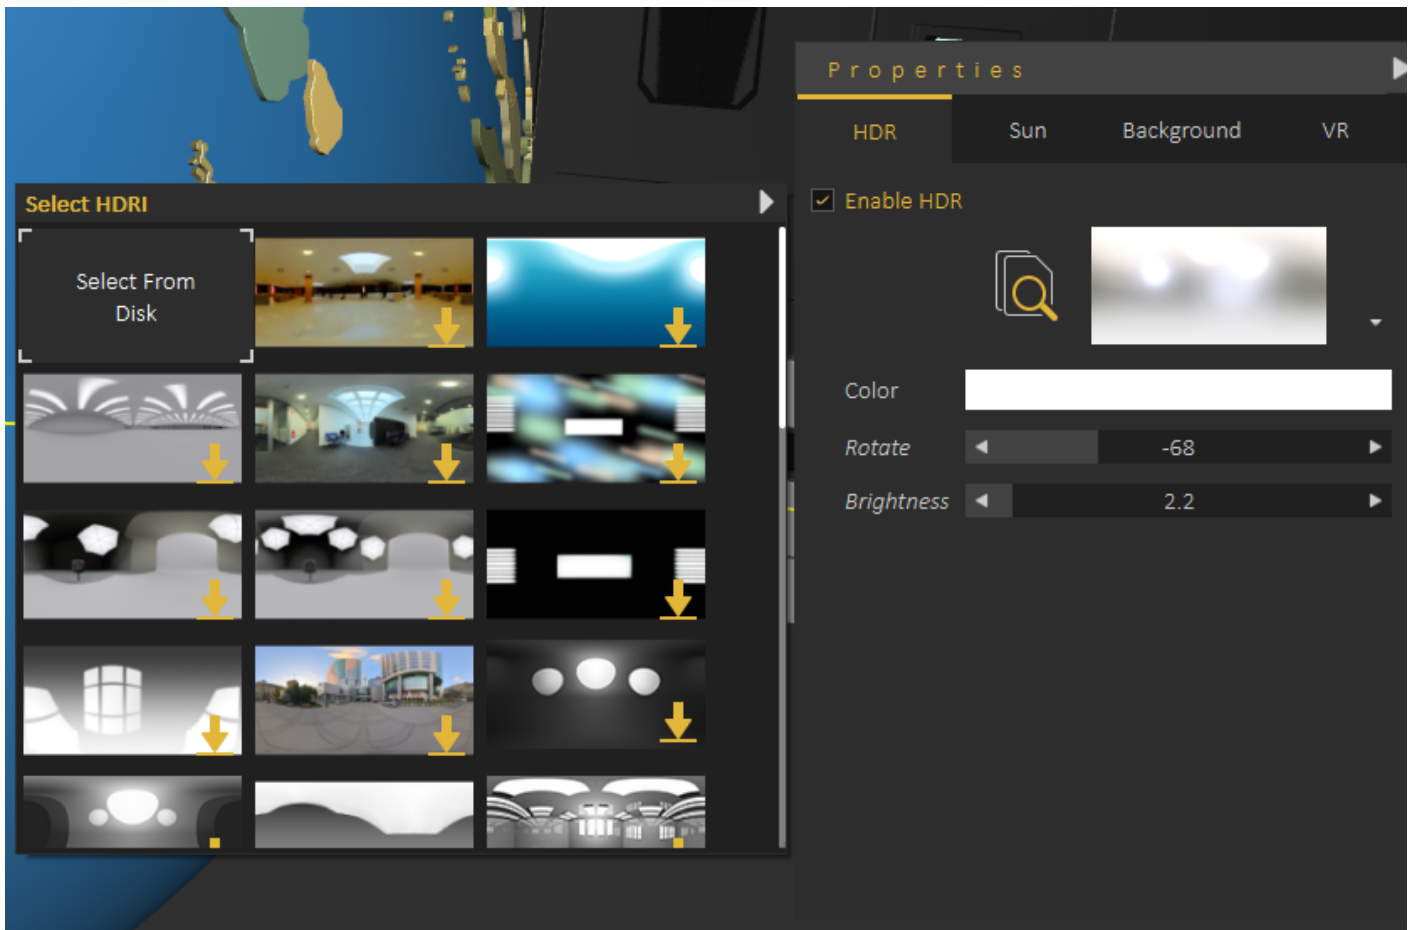 Properties
HDR Sun Background VR
Select HDRI
Enable HDR
Select From
Disk
Color
Rotate -68
Brightness 2.2